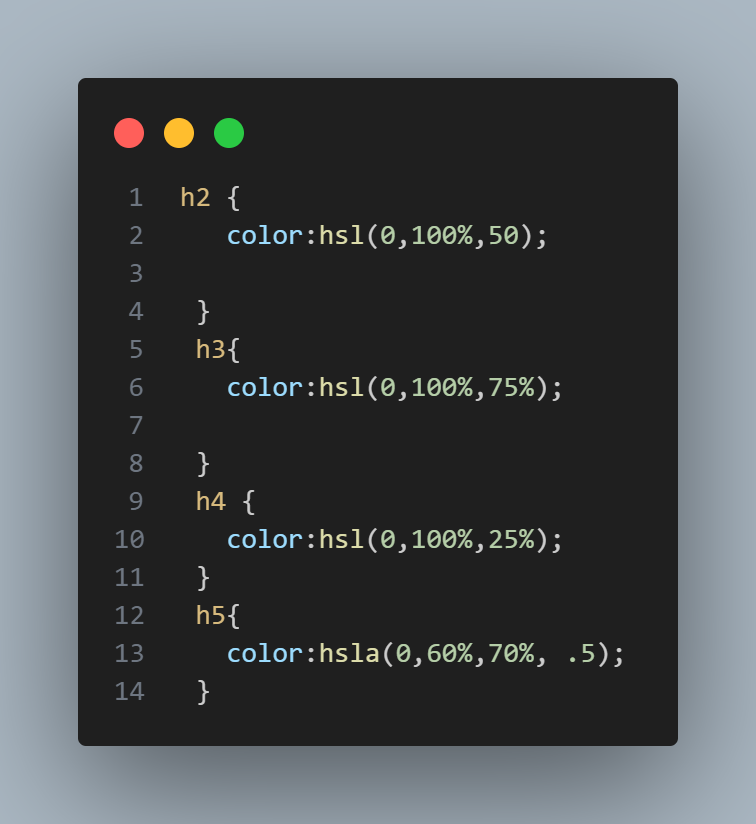 1 h2 {
2 color:hsl(0,100%,50);
3
4 }
5 h3{
6 color:hsl(0,100%,75%);
7
8 }
9 h4 {
10 color:hsl(0,100%,25%);
11 }
12 h5{
13 color:hsla(0,60%,70%, .5);
14 }